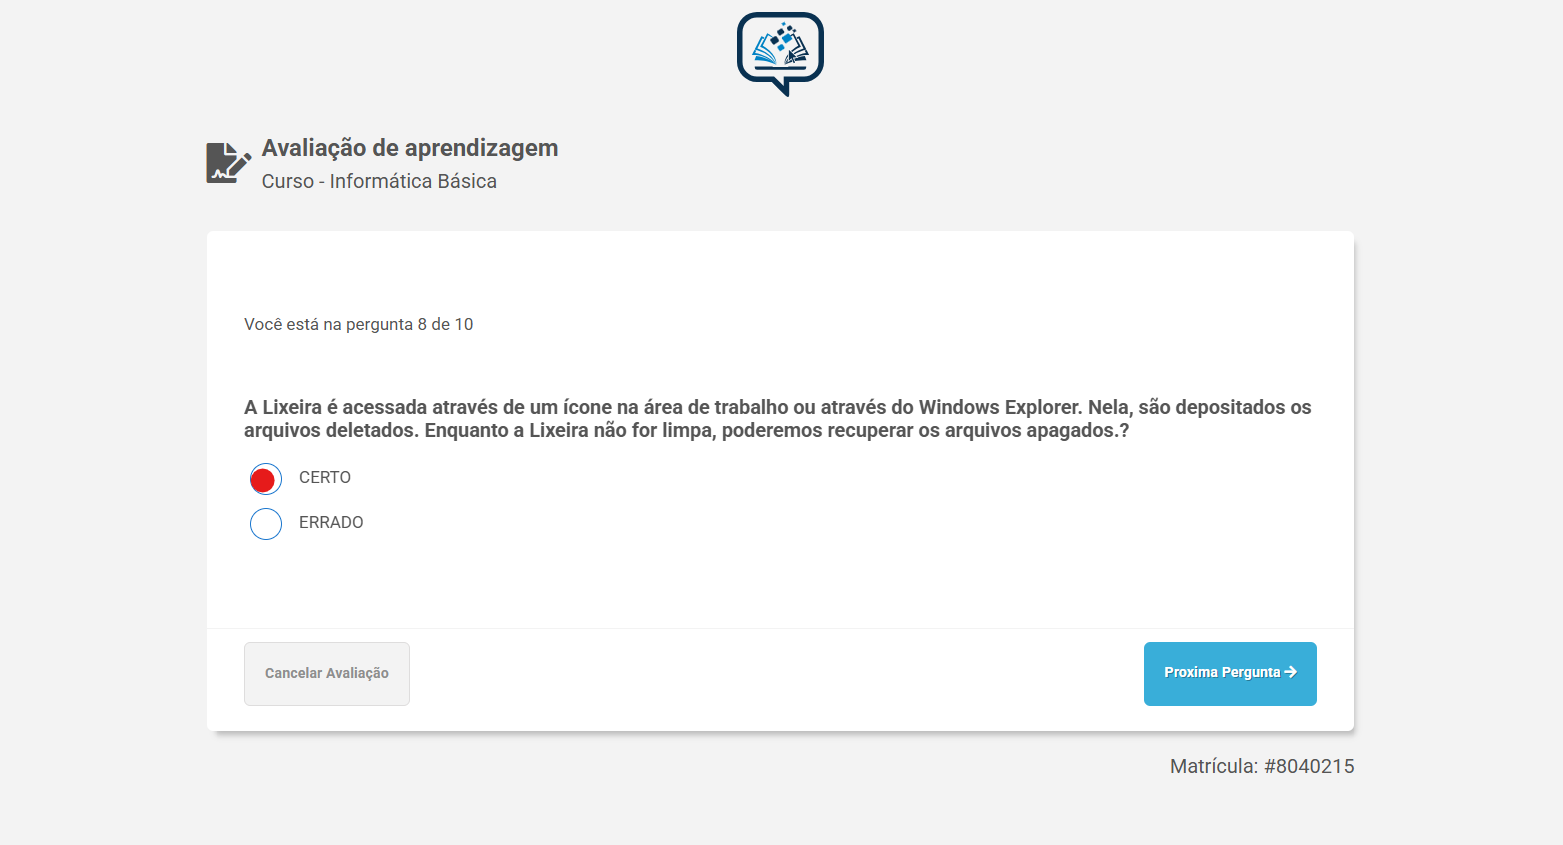 Avaliação de aprendizagem
Curso - Informática Básica
Você está na pergunta 8 de 10
A Lixeira é acessada através de um ícone na área de trabalho ou através do Windows Explorer. Nela, são depositados os
arquivos deletados. Enquanto a Lixeira não for limpa, poderemos recuperar os arquivos apagados.?
CERTO
ERRADO
Cancelar Avaliação
Proxima Pergunta
Matrícula: #8040215